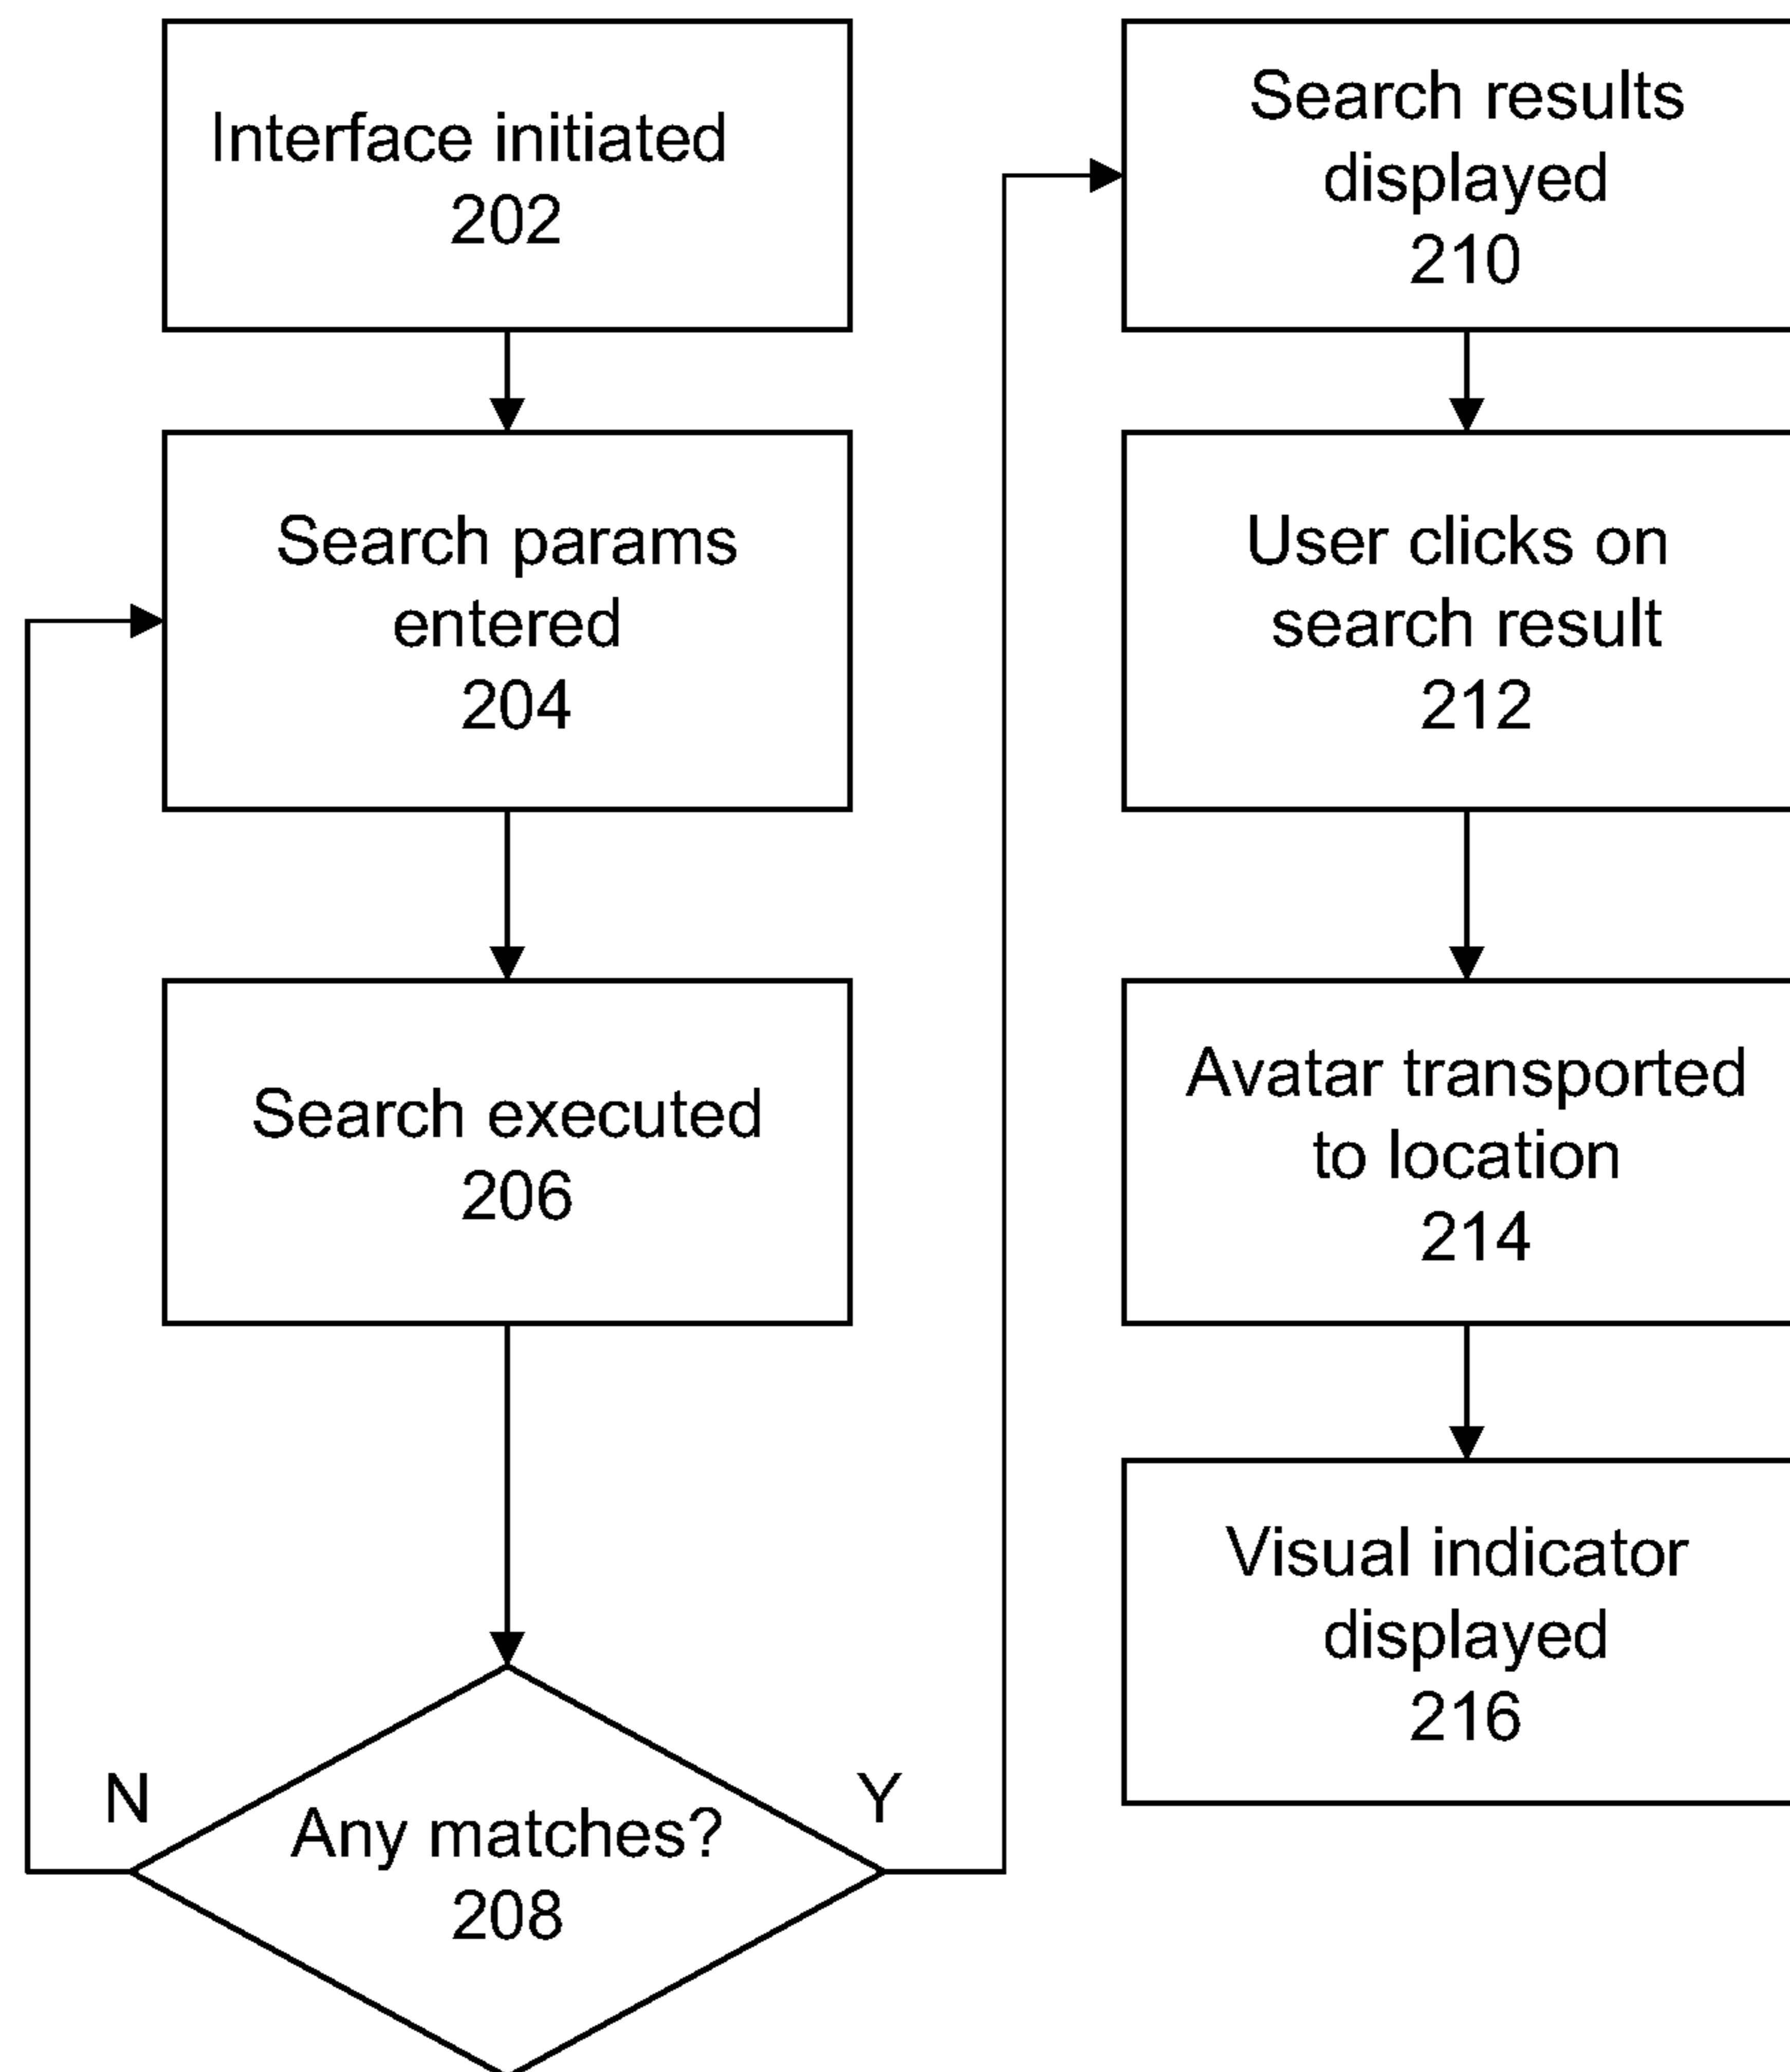 Interface initiated
202
Search params
entered
204
Search executed
206
N
Any matches?
208
Y
Search results
displayed
210
User clicks on
search result
212
Avatar transported
to location
214
Visual indicator
displayed
216